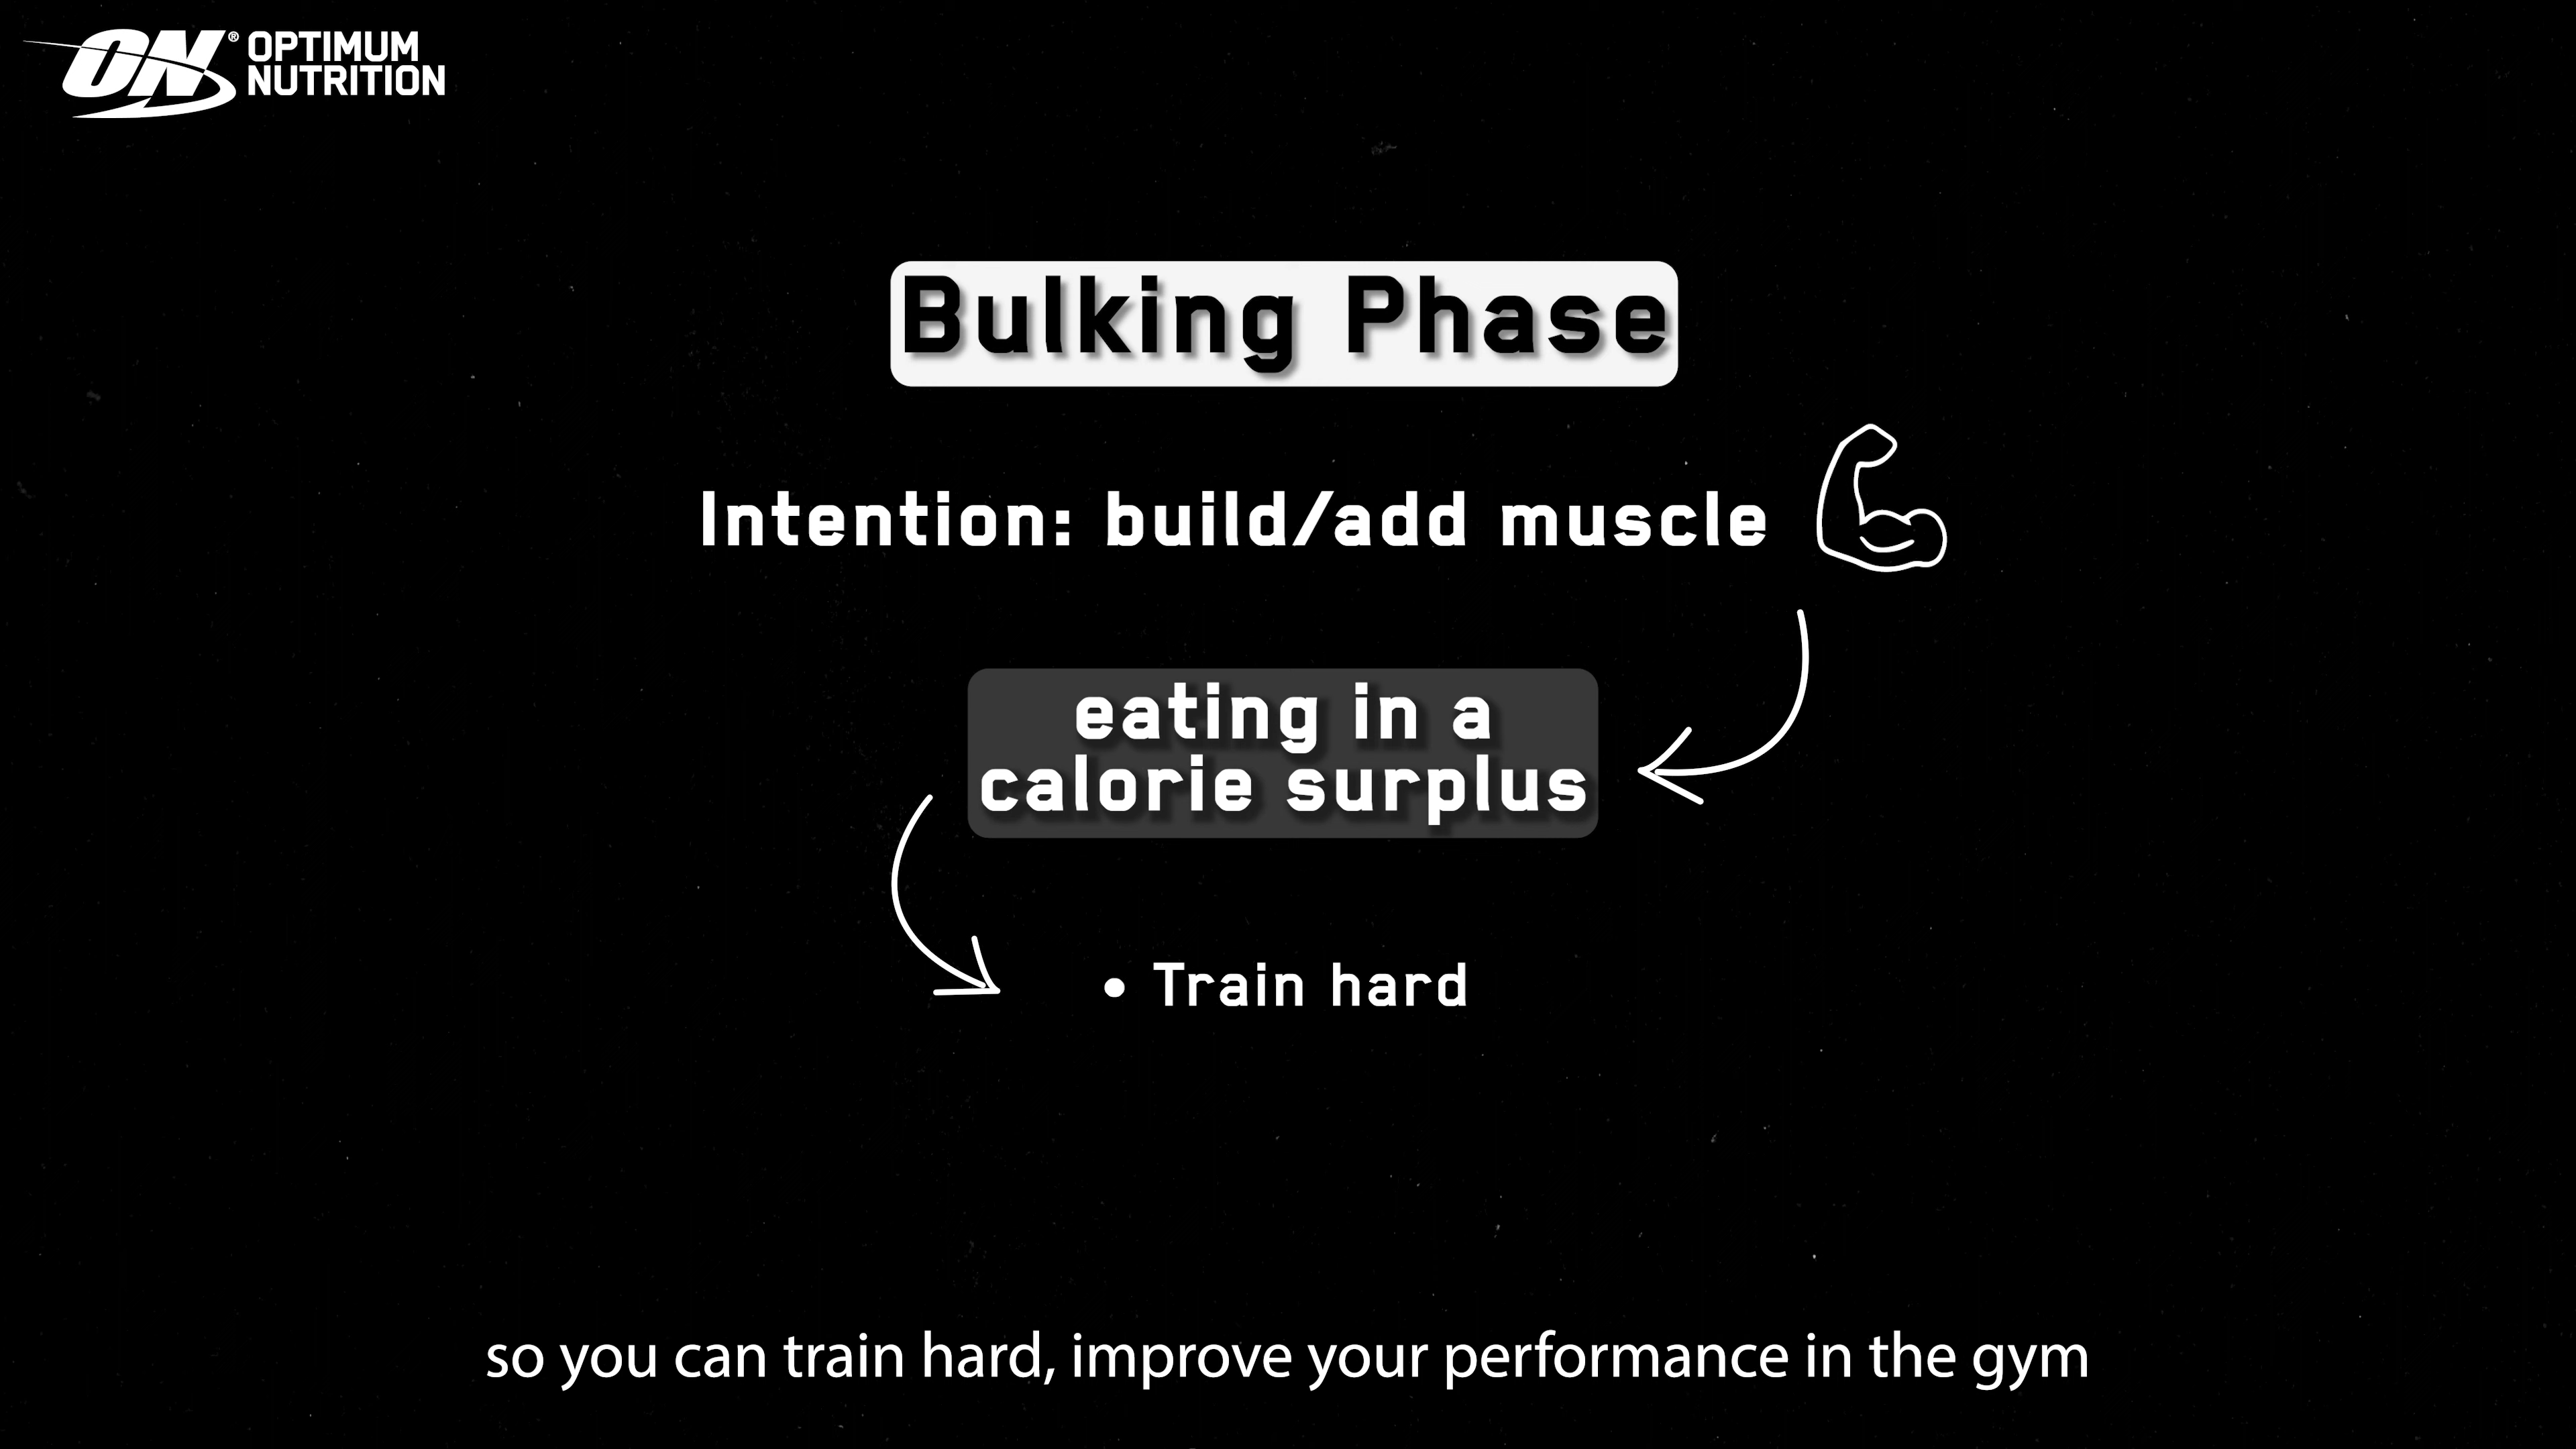 ON® OPTIMUM
NUTRITION
Bulking Phase
Intention: build/add muscle
eating in a
calorie surplus
• Train hard
so you can train hard, improve your performance in the gym